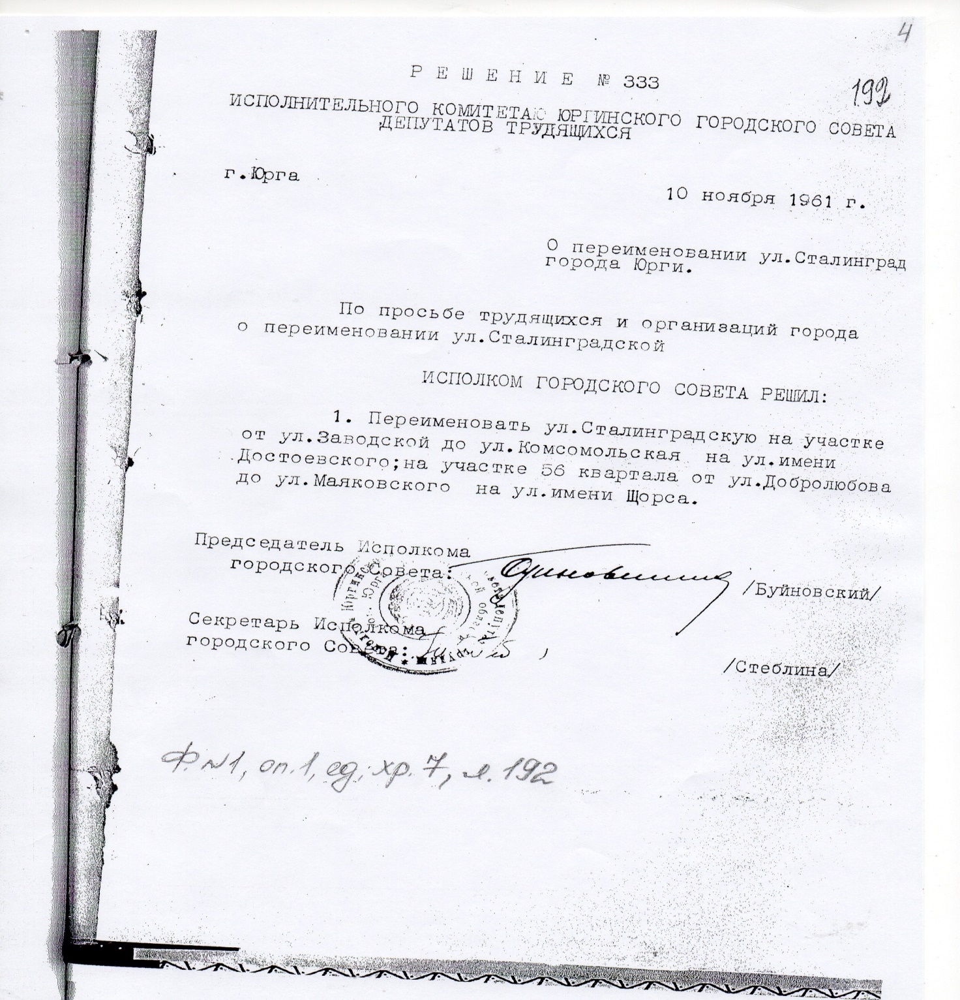 4
Р Е Ш Е Н И Е № 333
192
ИСПОЛНИТЕЛЬНОГО КОМИТЕТА ЮРГИНСКОГО ГОРОДСКОГО СОВЕТА
ДЕПУТАТОВ ТРУДЯЩИХСЯ
г.Юрга
10 ноября 1961 г.
О переименовании ул.Сталинград
города Юрги.
По просьбе трудящихся и организаций города
о переименовании ул.Сталинградской
ИСПОЛКОМ ГОРОДСКОГО СОВЕТА РЕШИЛ:
1. Переименовать ул.Сталинградскую на участке
от ул.Заводской до ул.Комсомольская на ул.имени
Достоевского;на участке 56 квартала от ул.Добролюбова
до ул.Маяковского на ул.имени Щорса.
Председатель Исполкома
городского Совета:
/Буйновский/
Секретарь Исполкома
городского Совета:
/Стеблина/
Ф.№1, оп.1, ед. хр. 7, л. 192